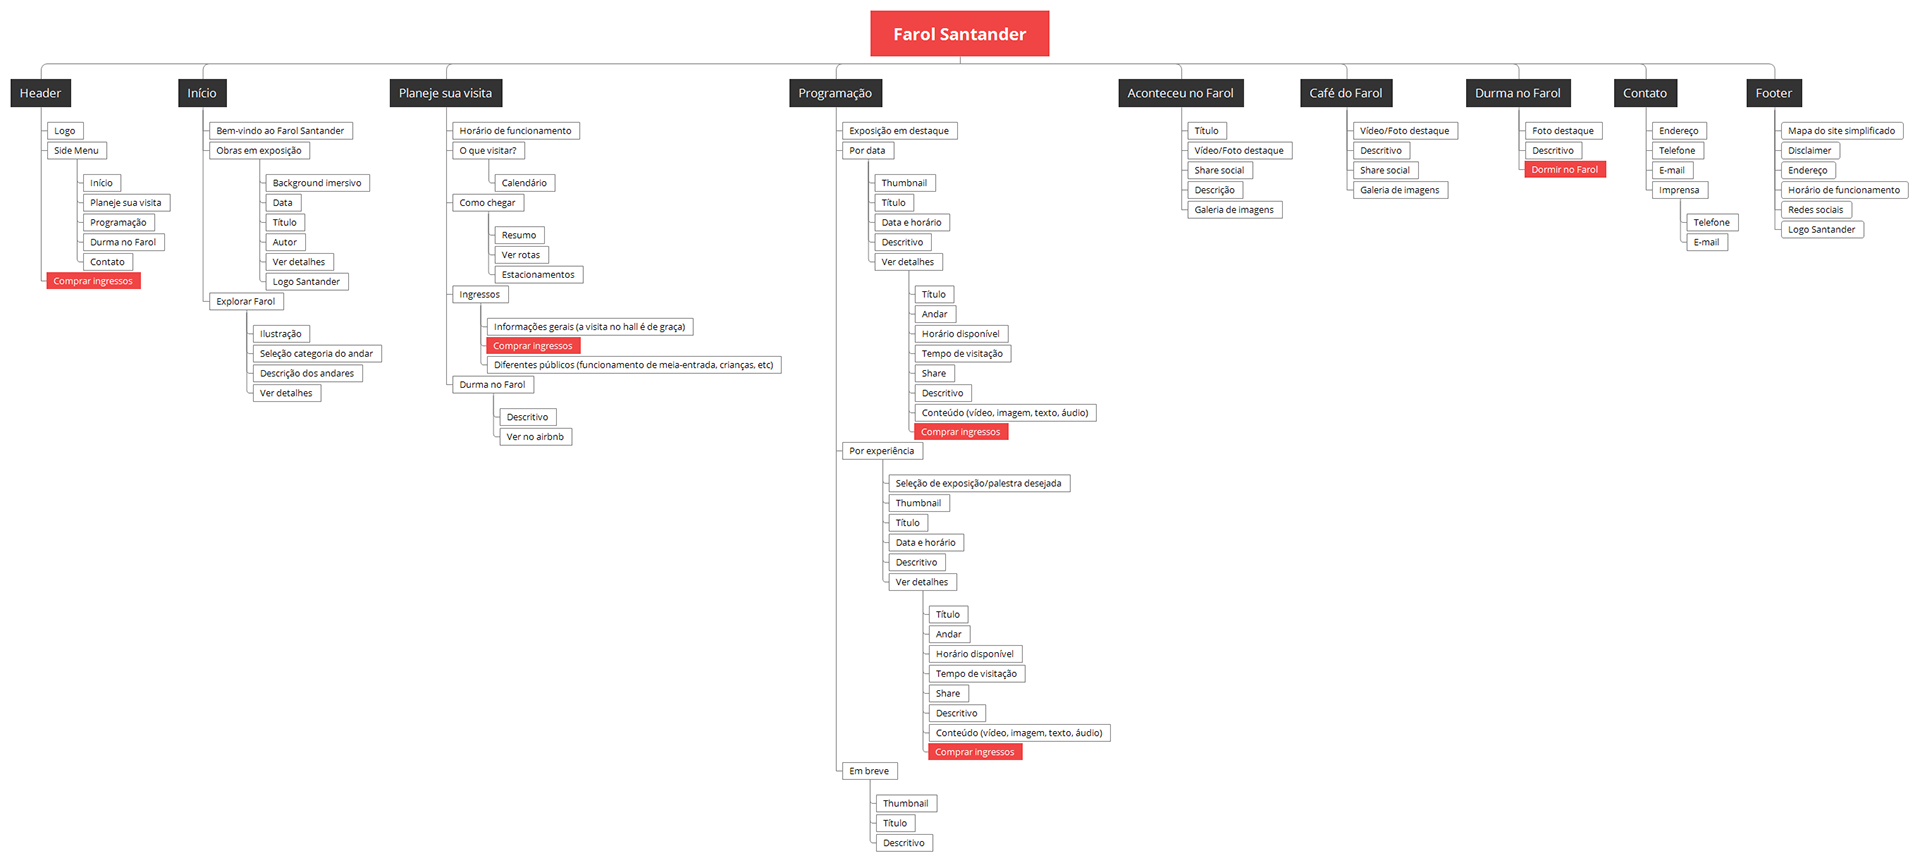 Farol Santander
Header
Logo
Side Menu
Início
Planeje sua visita
Programação
Durma no Farol
Contato
Comprar ingressos
Início
Bem-vindo ao Farol Santander
Obras em exposição
Background imersivo
Data
Título
Autor
Ver detalhes
Logo Santander
Explorar Farol
Ilustração
Seleção categoria do andar
Descrição dos andares
Ver detalhes
Planeje sua visita
Horário de funcionamento
O que visitar?
Calendário
Como chegar
Resumo
Ver rotas
Estacionamentos
Ingressos
Informações gerais (a visita no hall é de graça)
Comprar ingressos
Diferentes públicos (funcionamento de meia-entrada, crianças, etc)
Durma no Farol
Descritivo
Ver no airbnb
Programação
Exposição em destaque
Por data
Thumbnail
Título
Data e horário
Descritivo
Ver detalhes
Título
Andar
Horário disponível
Tempo de visitação
Share
Descritivo
Conteúdo (vídeo, imagem, texto, áudio)
Comprar ingressos
Por experiência
Seleção de exposição/palestra desejada
Thumbnail
Título
Data e horário
Descritivo
Ver detalhes
Título
Andar
Horário disponível
Tempo de visitação
Share
Descritivo
Conteúdo (vídeo, imagem, texto, áudio)
Comprar ingressos
Em breve
Thumbnail
Título
Descritivo
Aconteceu no Farol
Título
Vídeo/Foto destaque
Share social
Descrição
Galeria de imagens
Café do Farol
Vídeo/Foto destaque
Descritivo
Share social
Galeria de imagens
Durma no Farol
Foto destaque
Descritivo
Dormir no Farol
Contato
Endereço
Telefone
E-mail
Imprensa
Telefone
E-mail
Footer
Mapa do site simplificado
Disclaimer
Endereço
Horário de funcionamento
Redes sociais
Logo Santander